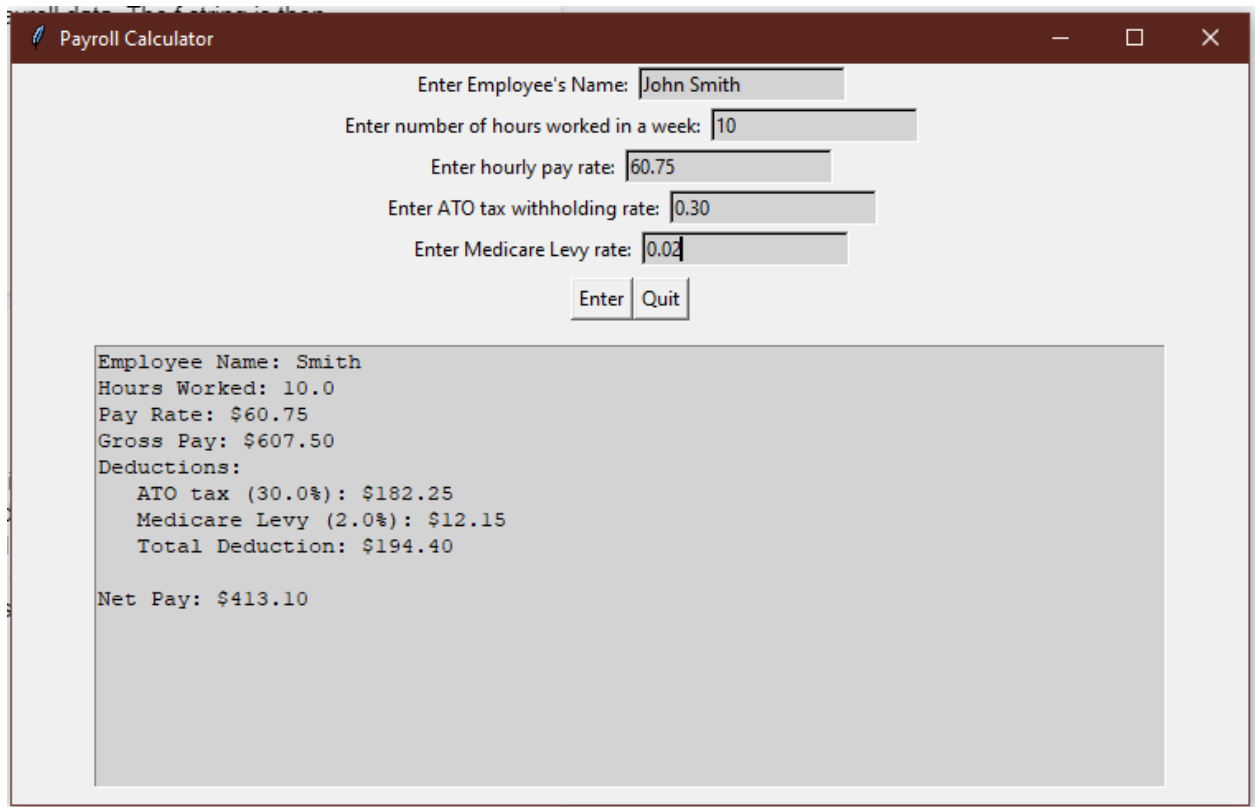 Payroll Calculator
Enter Employee's Name: John Smith
Enter number of hours worked in a week: 10
Enter hourly pay rate: 60.75
Enter ATO tax withholding rate: 0.30
Enter Medicare Levy rate: 0.02
Enter Quit
Employee Name: Smith
Hours Worked: 10.0
Pay Rate: $60.75
Gross Pay: $607.50
Deductions:
ATO tax (30.0%): $182.25
Medicare Levy (2.0%): $12.15
Total Deduction: $194.40
Net Pay: $413.10